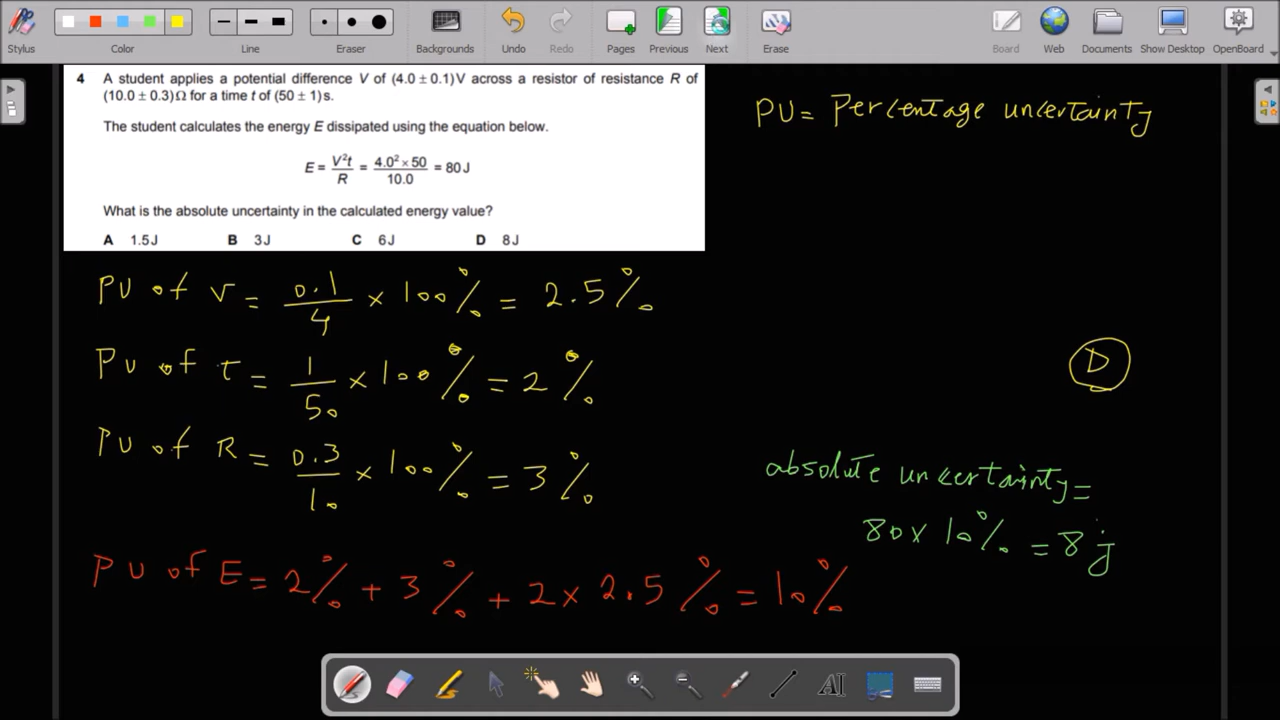 Stylus Color Line Eraser Backgrounds Undo Redo Pages Previous Next Erase Board Web Documents Show Desktop OpenBoard
4 A student applies a potential difference V of (4.0 ± 0.1) V across a resistor of resistance R of
(10.0 ± 0.3) Ω for a time t of (50 ± 1) s.
The student calculates the energy E dissipated using the equation below.
E = V²t / R = 4.0² × 50 / 10.0 = 80 J
What is the absolute uncertainty in the calculated energy value?
A 1.5 J B 3 J C 6 J D 8 J
PU = Percentage uncertainty
PU of V = 0.1 / 4 × 100% = 2.5%
PU of t = 1 / 50 × 100% = 2%
PU of R = 0.3 / 10 × 100% = 3%
PU of E = 2% + 3% + 2 × 2.5% = 10%
D
absolute uncertainty =
80 × 10% = 8 j
AI